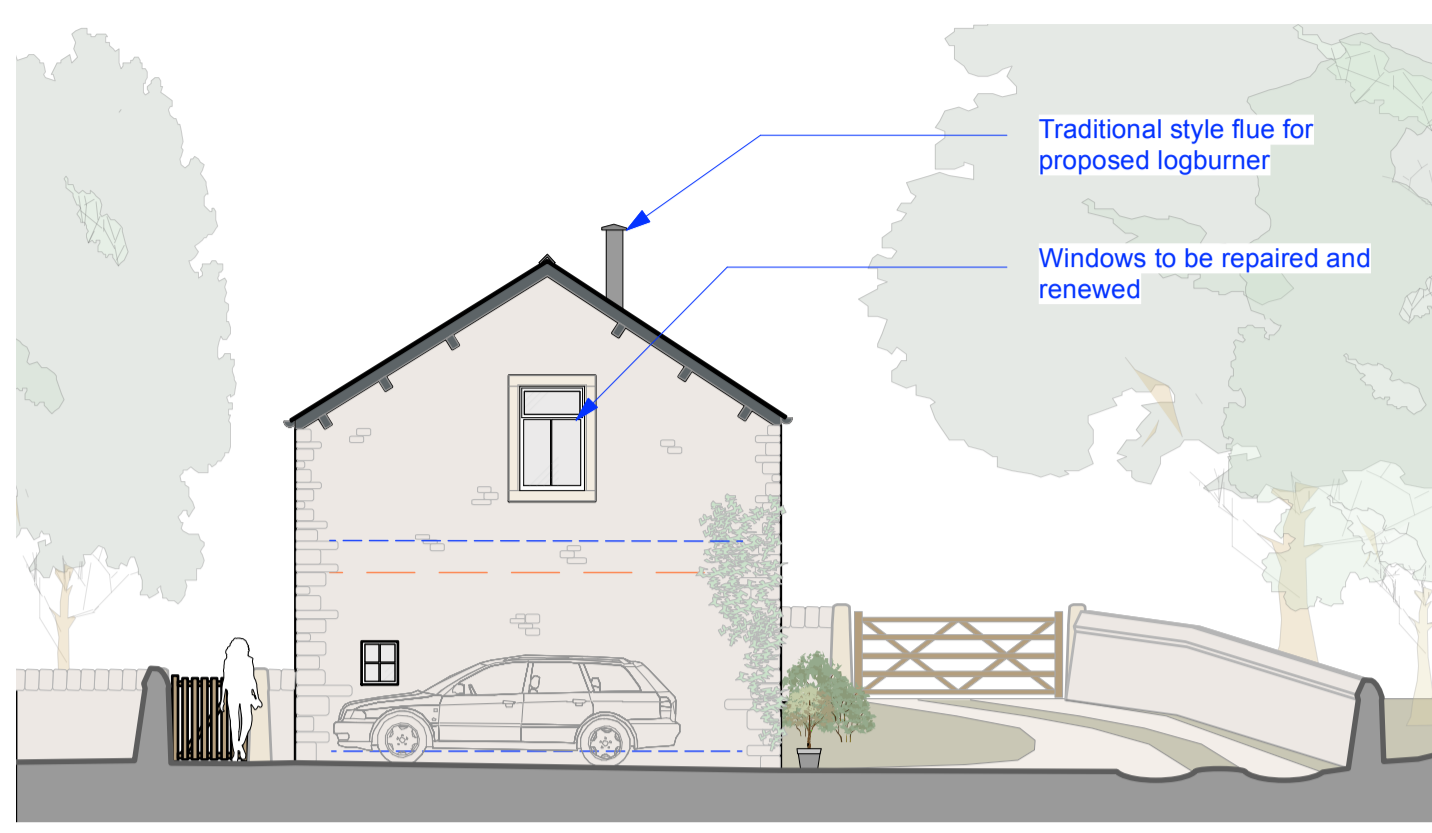 Traditional style flue for
proposed logburner
Windows to be repaired and
renewed